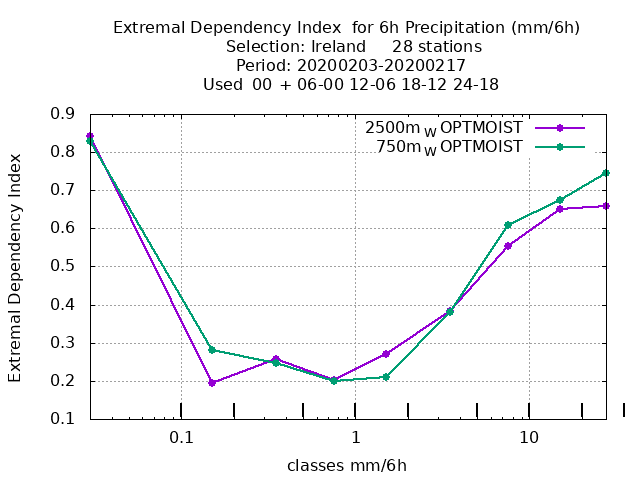 Extremal Dependency Index for 6h Precipitation (mm/6h)
Selection: Ireland 28 stations
Period: 20200203-20200217
Used 00 + 06-00 12-06 18-12 24-18
2500m W OPTMOIST
750m W OPTMOIST
Extremal Dependency Index
0.9
0.8
0.7
0.6
0.5
0.4
0.3
0.2
0.1
0.1 1 10
classes mm/6h